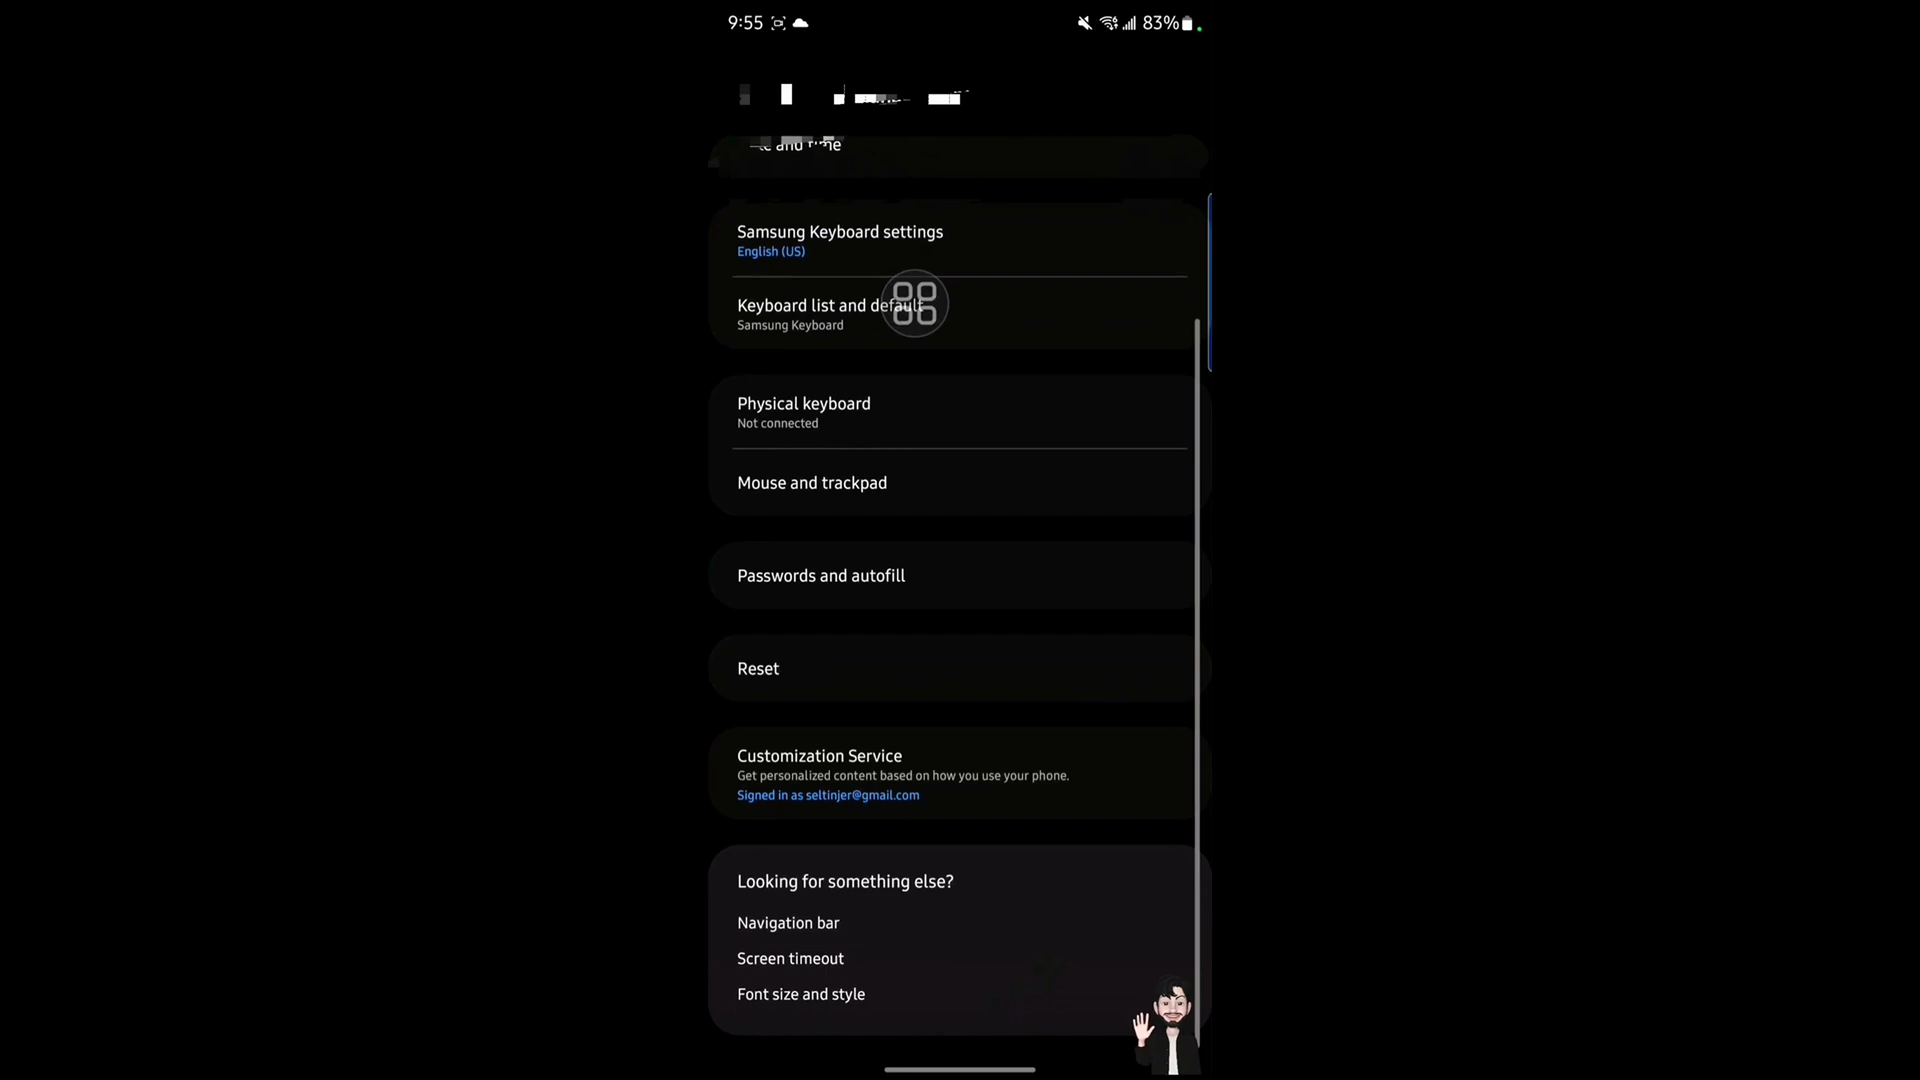 9:55
83%
and
Samsung Keyboard settings
English (US)
Keyboard list and default
Samsung Keyboard
Physical keyboard
Not connected
Mouse and trackpad
Passwords and autofill
Reset
Customization Service
Get personalized content based on how you use your phone.
Signed in as seltinjer@gmail.com
Looking for something else?
Navigation bar
Screen timeout
Font size and style